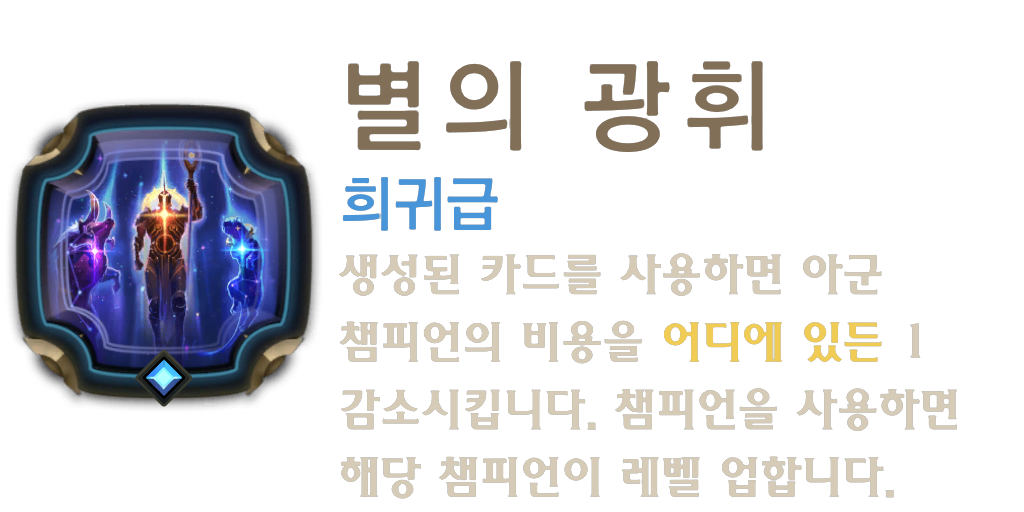 별의 광휘
희귀급
생성된 카드를 사용하면 아군
챔피언의 비용을 어디에 있든 1
감소시킵니다. 챔피언을 사용하면
해당 챔피언이 레벨 업합니다.